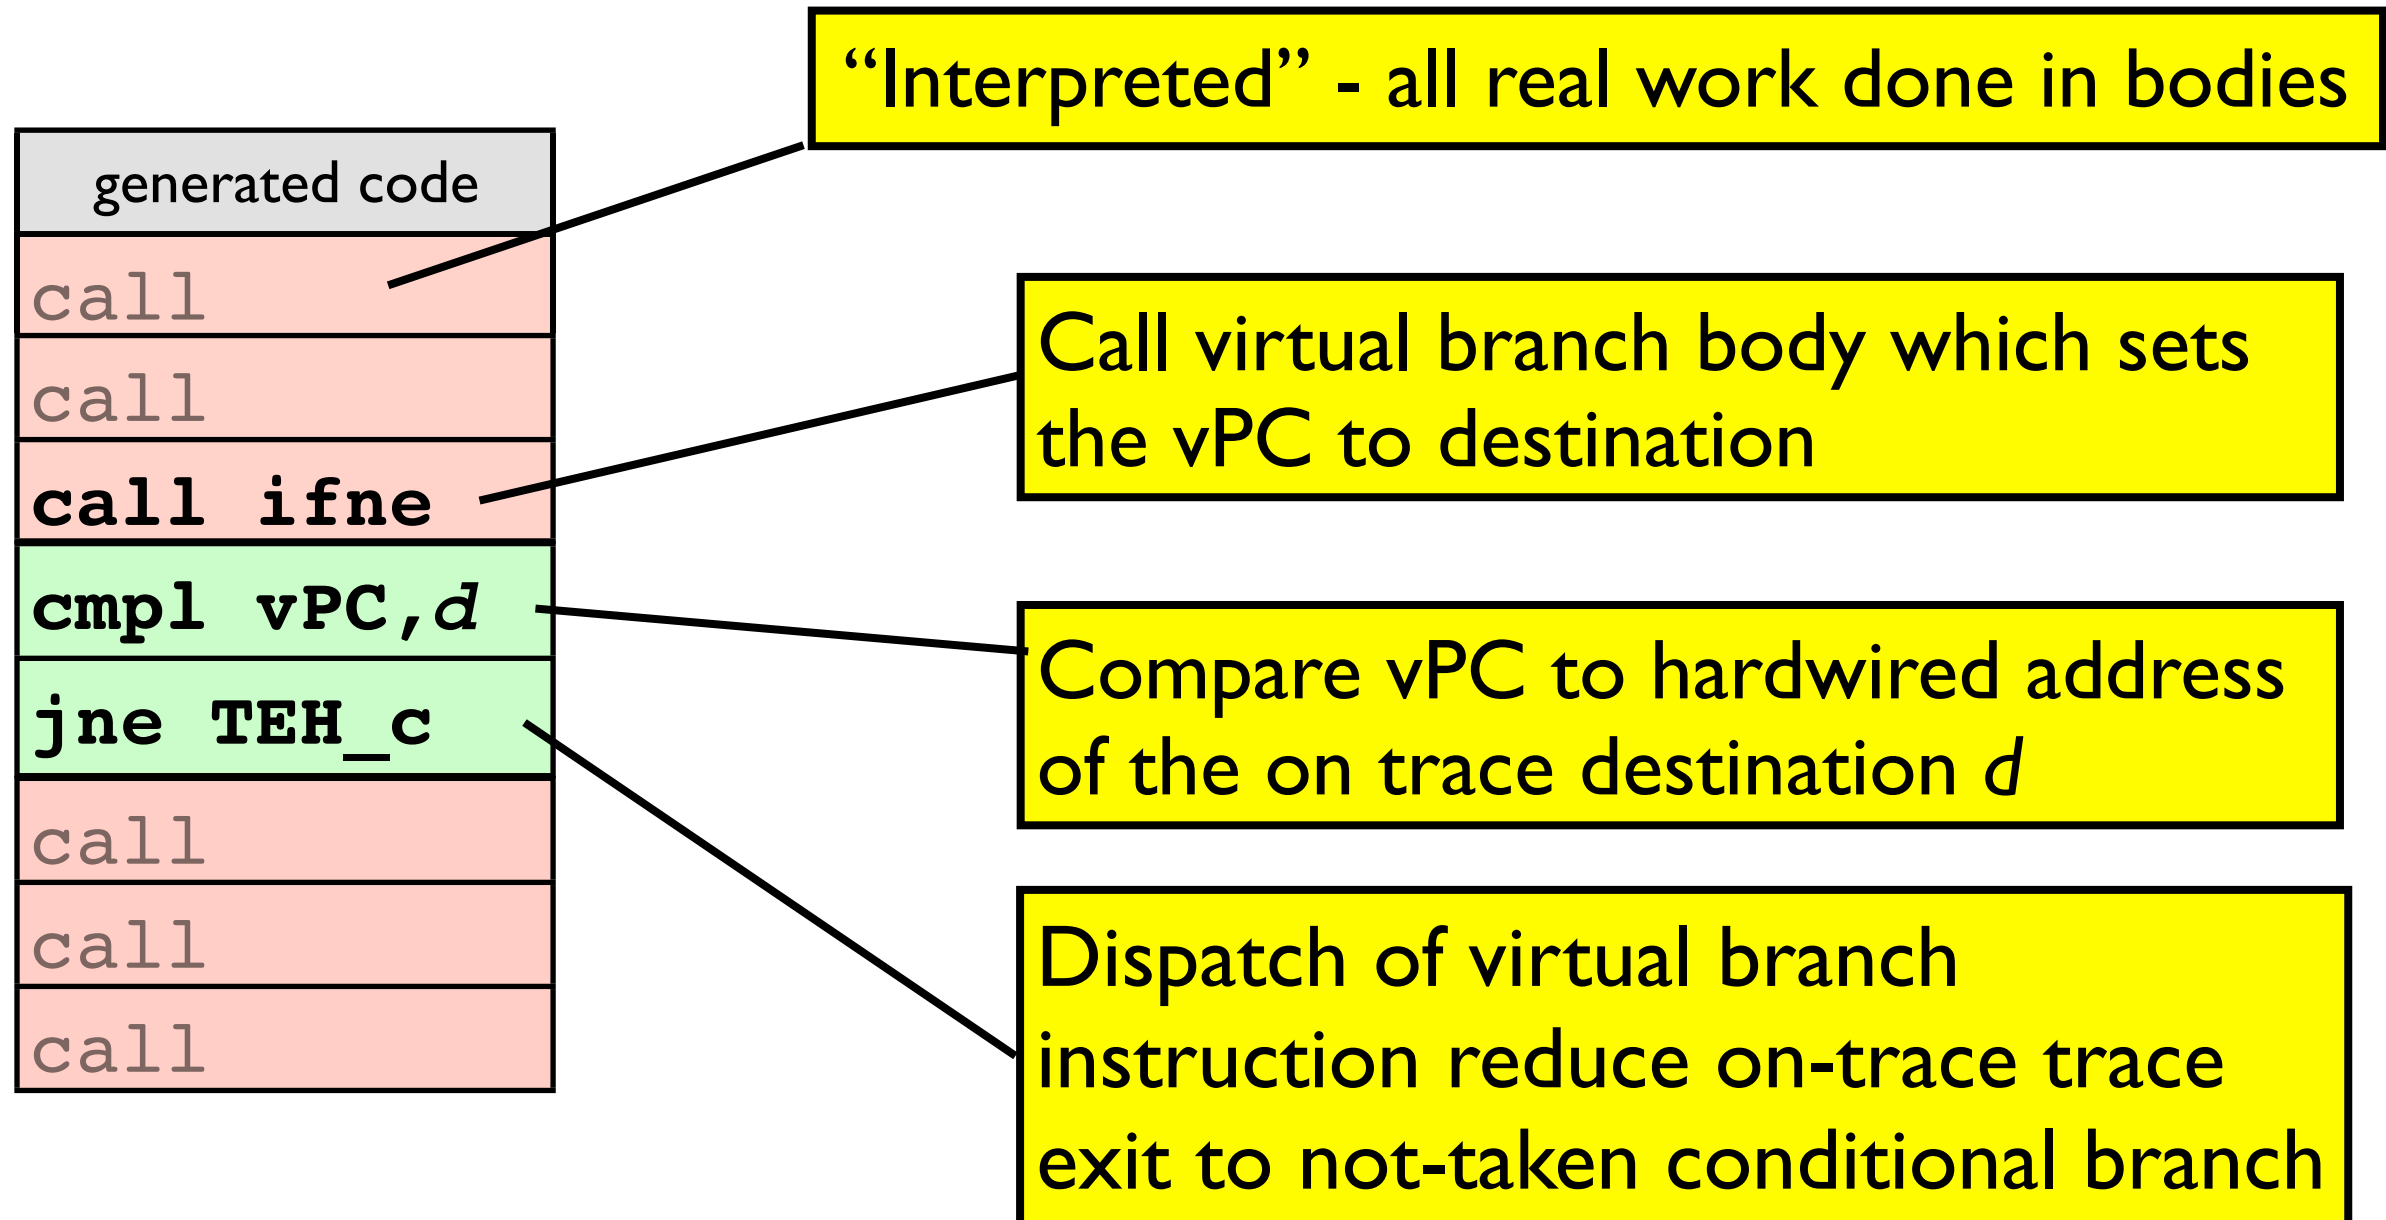 “Interpreted” - all real work done in bodies
generated code
call
call
call ifne
cmpl vPC,d
jne TEH_c
call
call
call
Call virtual branch body which sets
the vPC to destination
Compare vPC to hardwired address
of the on trace destination d
Dispatch of virtual branch
instruction reduce on-trace trace
exit to not-taken conditional branch